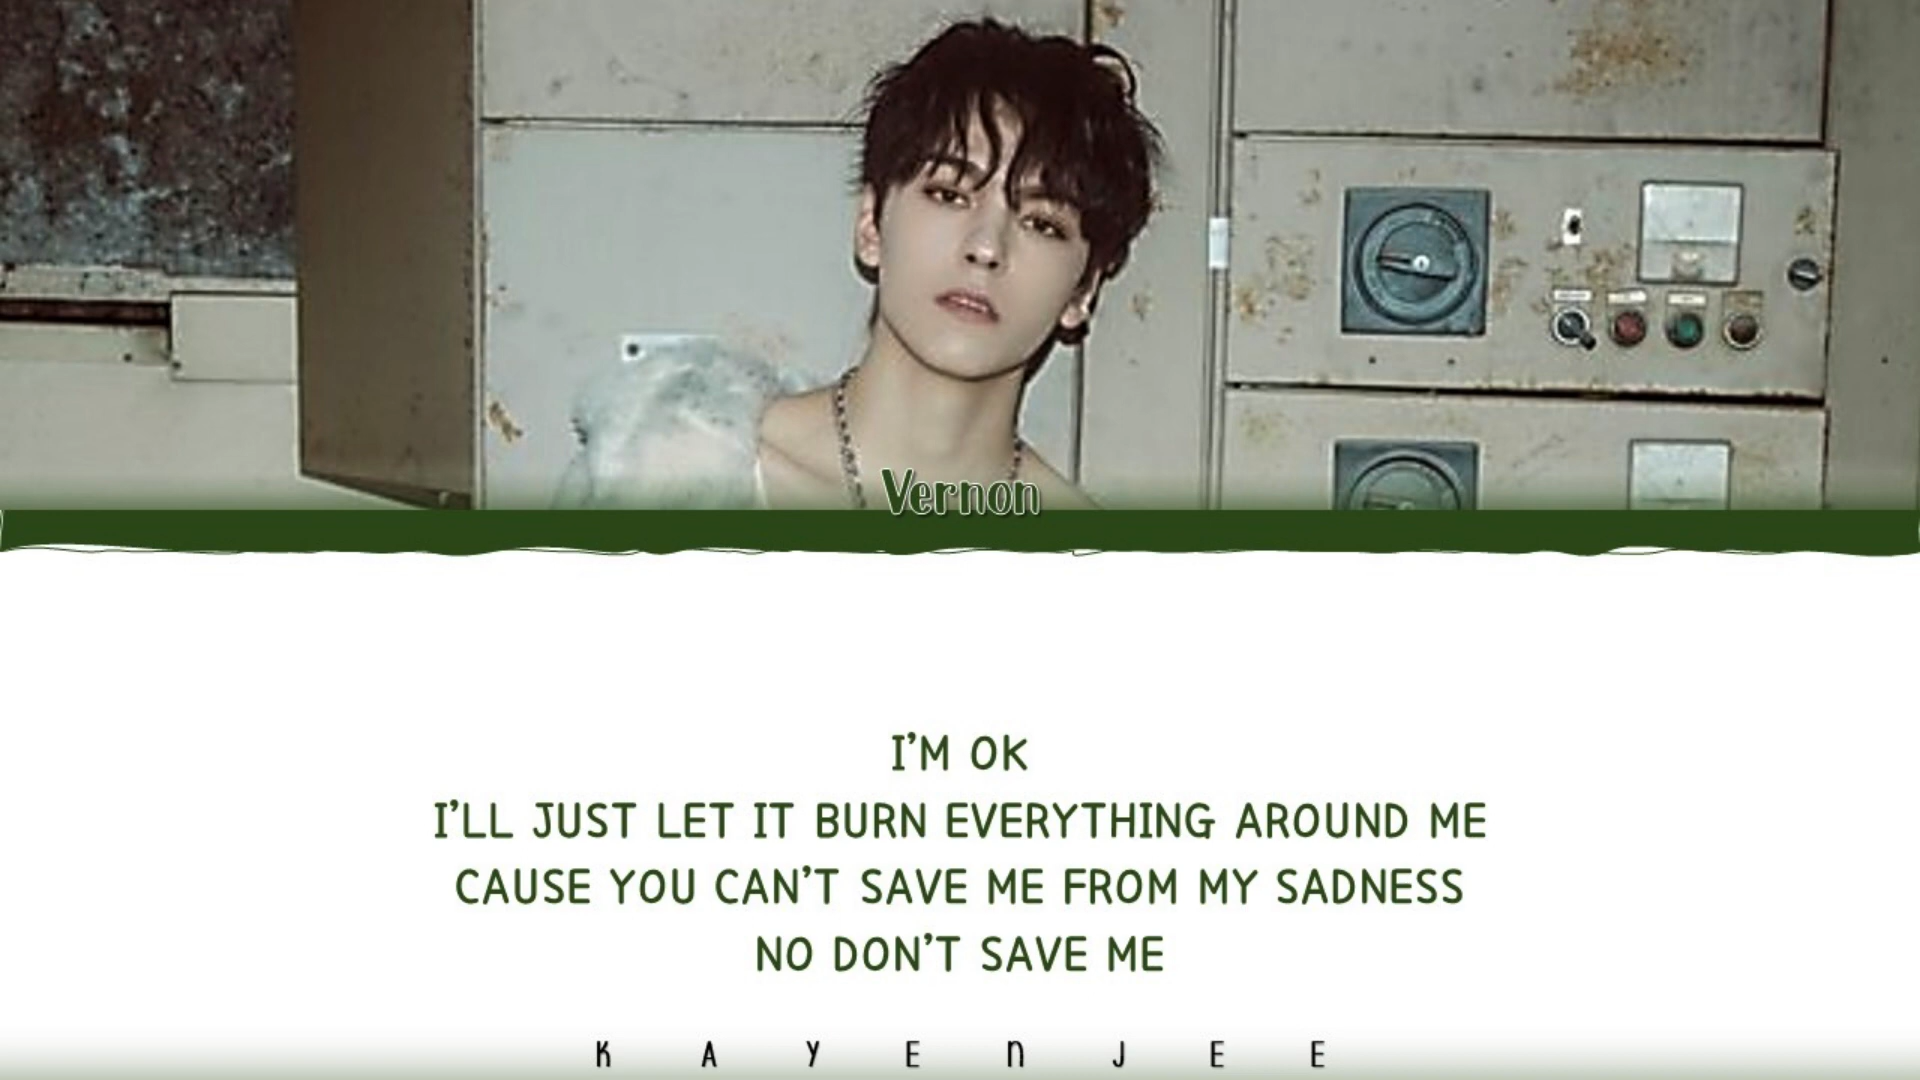 Vernon
I'M OK
I'LL JUST LET IT BURN EVERYTHING AROUND ME
CAUSE YOU CAN'T SAVE ME FROM MY SADNESS
NO DON'T SAVE ME
KAYENJEE